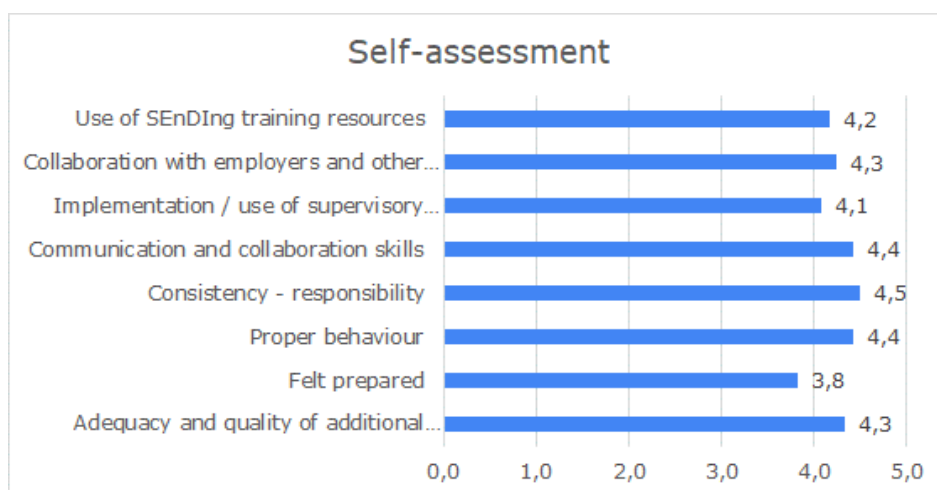 Self-assessment
Use of SEnDIng training resources 4,2
Collaboration with employers and other... 4,3
Implementation / use of supervisory... 4,1
Communication and collaboration skills 4,4
Consistency - responsibility 4,5
Proper behaviour 4,4
Felt prepared 3,8
Adequacy and quality of additional... 4,3
0,0 1,0 2,0 3,0 4,0 5,0